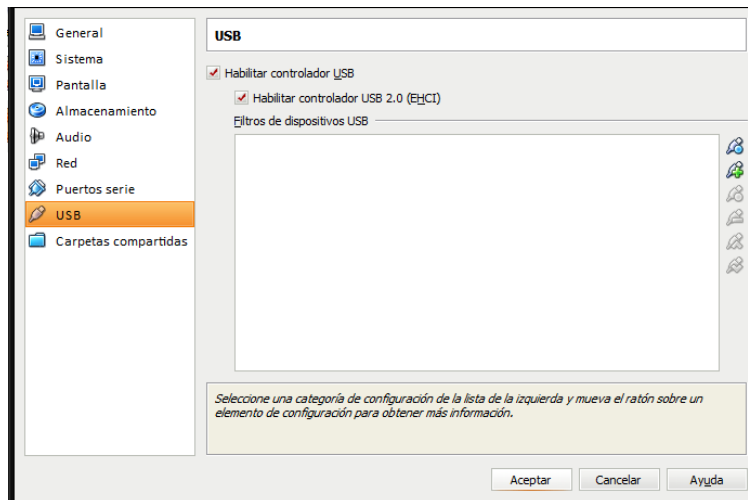 General
Sistema
Pantalla
Almacenamiento
Audio
Red
Puertos serie
USB
Carpetas compartidas
USB
Habilitar controlador USB
Habilitar controlador USB 2.0 (EHCI)
Filtros de dispositivos USB
Seleccione una categoría de configuración de la lista de la izquierda y mueva el ratón sobre un
elemento de configuración para obtener más información.
Aceptar
Cancelar
Ayuda